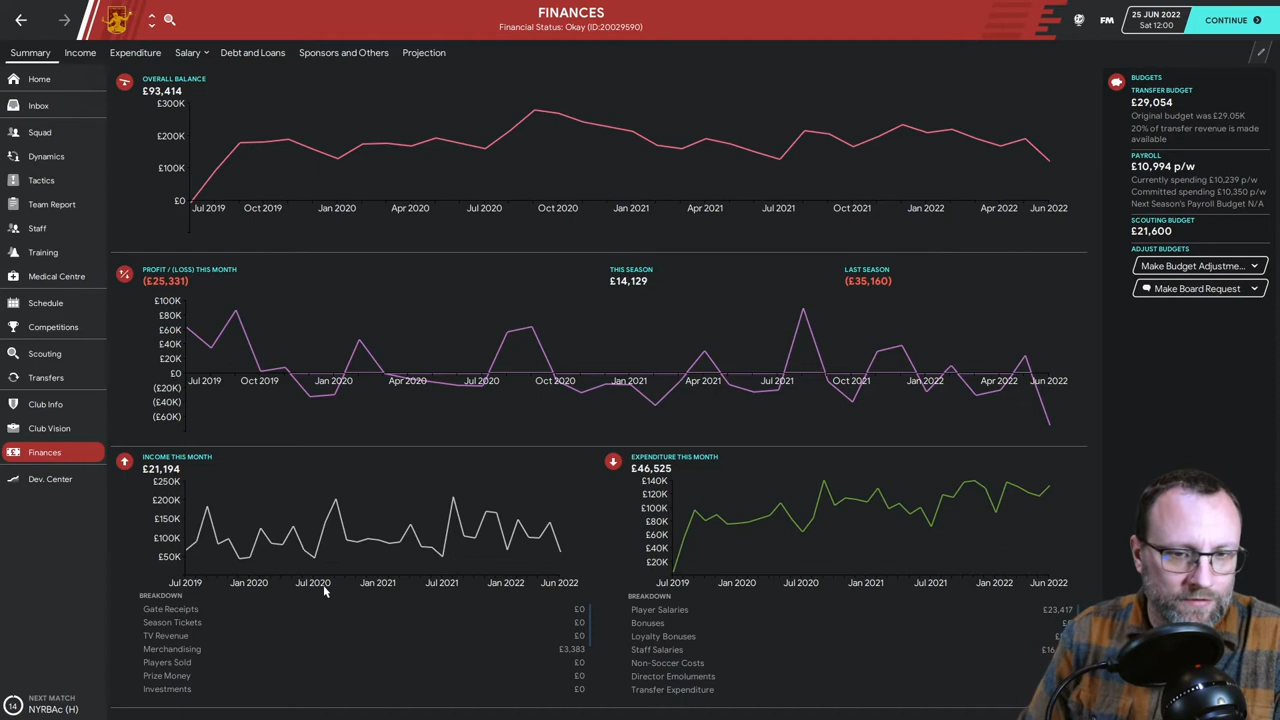 FINANCES
Financial Status: Okay (ID:20029590)
FM
25 JUN 2022
Sat 12:00
CONTINUE
Summary
Income
Expenditure
Salary
Debt and Loans
Sponsors and Others
Projection
Home
Inbox
Squad
Dynamics
Tactics
Team Report
Staff
Training
Medical Centre
Schedule
Competitions
Scouting
Transfers
Club Info
Club Vision
Finances
Dev. Center
14
NEXT MATCH
NYRBAc (H)
OVERALL BALANCE
£93,414
£300K
£200K
£100K
£0
Jul 2019 Oct 2019 Jan 2020 Apr 2020 Jul 2020 Oct 2020 Jan 2021 Apr 2021 Jul 2021 Oct 2021 Jan 2022 Apr 2022 Jun 2022
PROFIT / (LOSS) THIS MONTH
(£25,331)
THIS SEASON
£14,129
LAST SEASON
(£35,160)
£100K
£80K
£60K
£40K
£20K
£0
(£20K)
(£40K)
(£60K)
Jul 2019 Oct 2019 Jan 2020 Apr 2020 Jul 2020 Oct 2020 Jan 2021 Apr 2021 Jul 2021 Oct 2021 Jan 2022 Apr 2022 Jun 2022
INCOME THIS MONTH
£21,194
£250K
£200K
£150K
£100K
£50K
Jul 2019 Jan 2020 Jul 2020 Jan 2021 Jul 2021 Jan 2022 Jun 2022
BREAKDOWN
Gate Receipts £0
Season Tickets £0
TV Revenue £0
Merchandising £3,383
Players Sold £0
Prize Money £0
Investments £0
EXPENDITURE THIS MONTH
£46,525
£140K
£120K
£100K
£80K
£60K
£40K
£20K
Jul 2019 Jan 2020 Jul 2020 Jan 2021 Jul 2021 Jan 2022 Jun 2022
BREAKDOWN
Player Salaries £23,417
Bonuses
Loyalty Bonuses
Staff Salaries
Non-Soccer Costs
Director Emoluments
Transfer Expenditure
BUDGETS
TRANSFER BUDGET
£29,054
Original budget was £29.05K
20% of transfer revenue is made
available
PAYROLL
£10,994 p/w
Currently spending £10,239 p/w
Committed spending £10,350 p/w
Next Season's Payroll Budget N/A
SCOUTING BUDGET
£21,600
ADJUST BUDGETS
Make Budget Adjustme...
Make Board Request